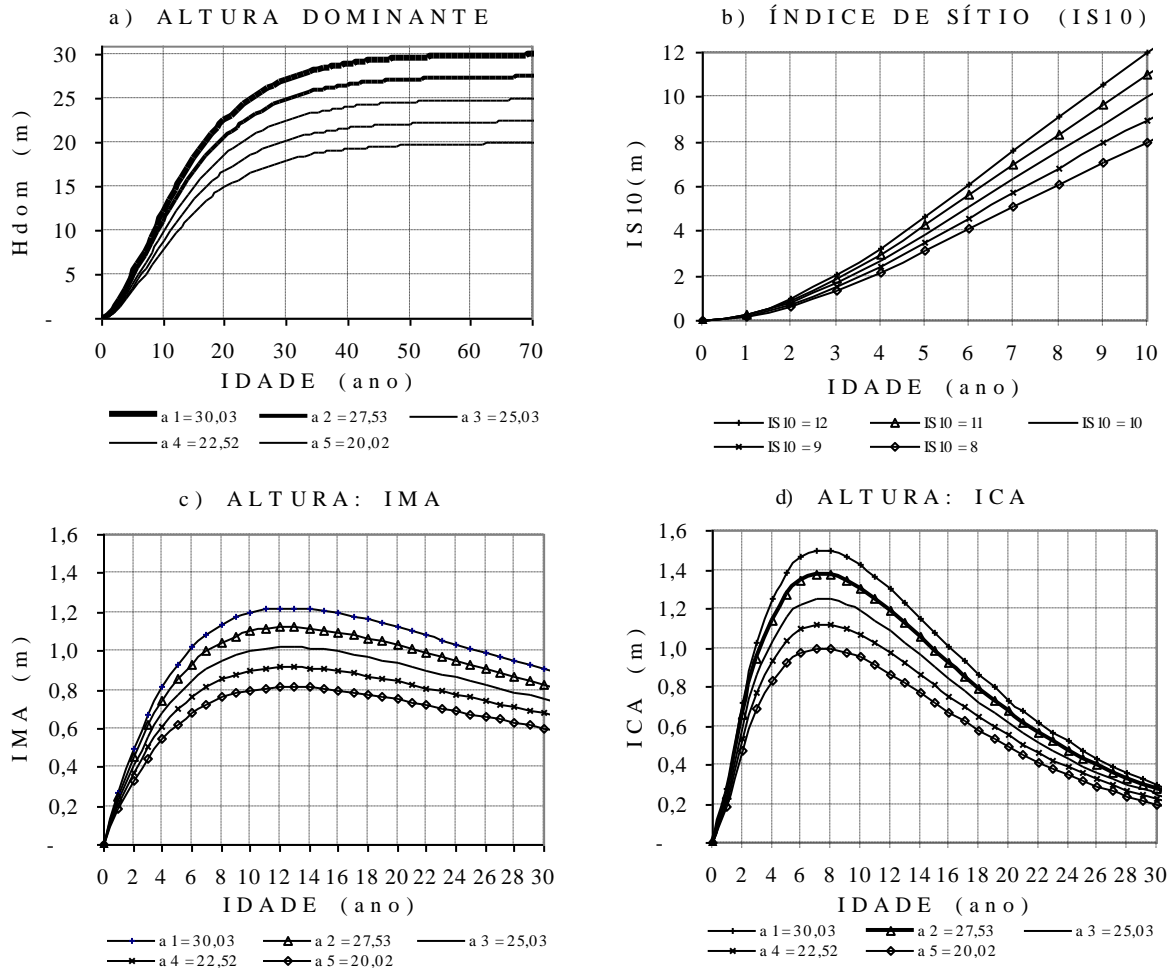 a) ALTURA DOMINANTE
30
25
20
15
10
5
-
Hdom (m)
0 10 20 30 40 50 60 70
IDADE (ano)
a1=30,03 a2=27,53 a3=25,03
a4=22,52 a5=20,02
b) ÍNDICE DE SÍTIO (IS10)
12
10
8
6
4
2
0
IS10(m)
0 1 2 3 4 5 6 7 8 9 10
IDADE (ano)
IS10=12 IS10=11 IS10=10
IS10=9 IS10=8
c) ALTURA: IMA
1,6
1,4
1,2
1,0
0,8
0,6
0,4
0,2
-
IMA (m)
0 2 4 6 8 10 12 14 16 18 20 22 24 26 28 30
IDADE (ano)
a1=30,03 a2=27,53 a3=25,03
a4=22,52 a5=20,02
d) ALTURA: ICA
1,6
1,4
1,2
1,0
0,8
0,6
0,4
0,2
-
ICA (m)
0 2 4 6 8 10 12 14 16 18 20 22 24 26 28 30
IDADE (ano)
a1=30,03 a2=27,53 a3=25,03
a4=22,52 a5=20,02